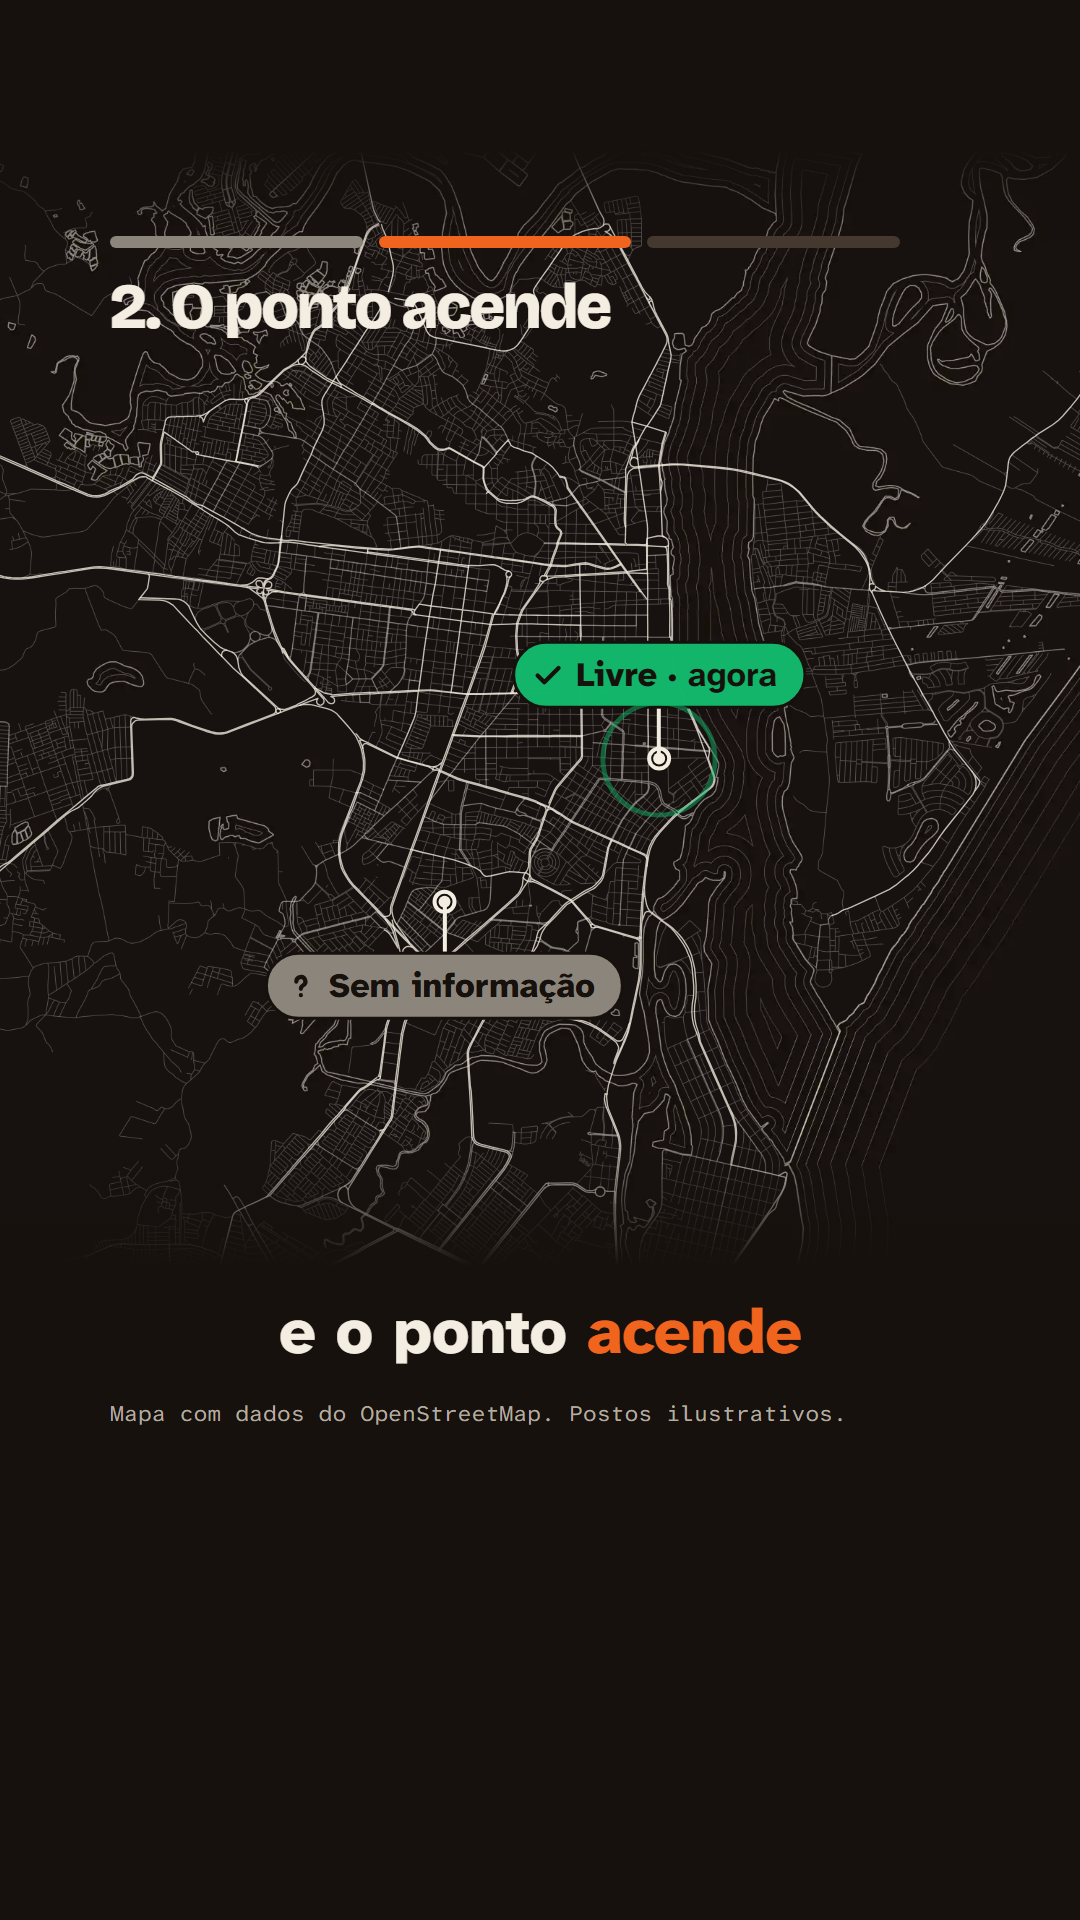 2. O ponto acende
✓ Livre • agora
? Sem informação
e o ponto acende
Mapa com dados do OpenStreetMap. Postos ilustrativos.